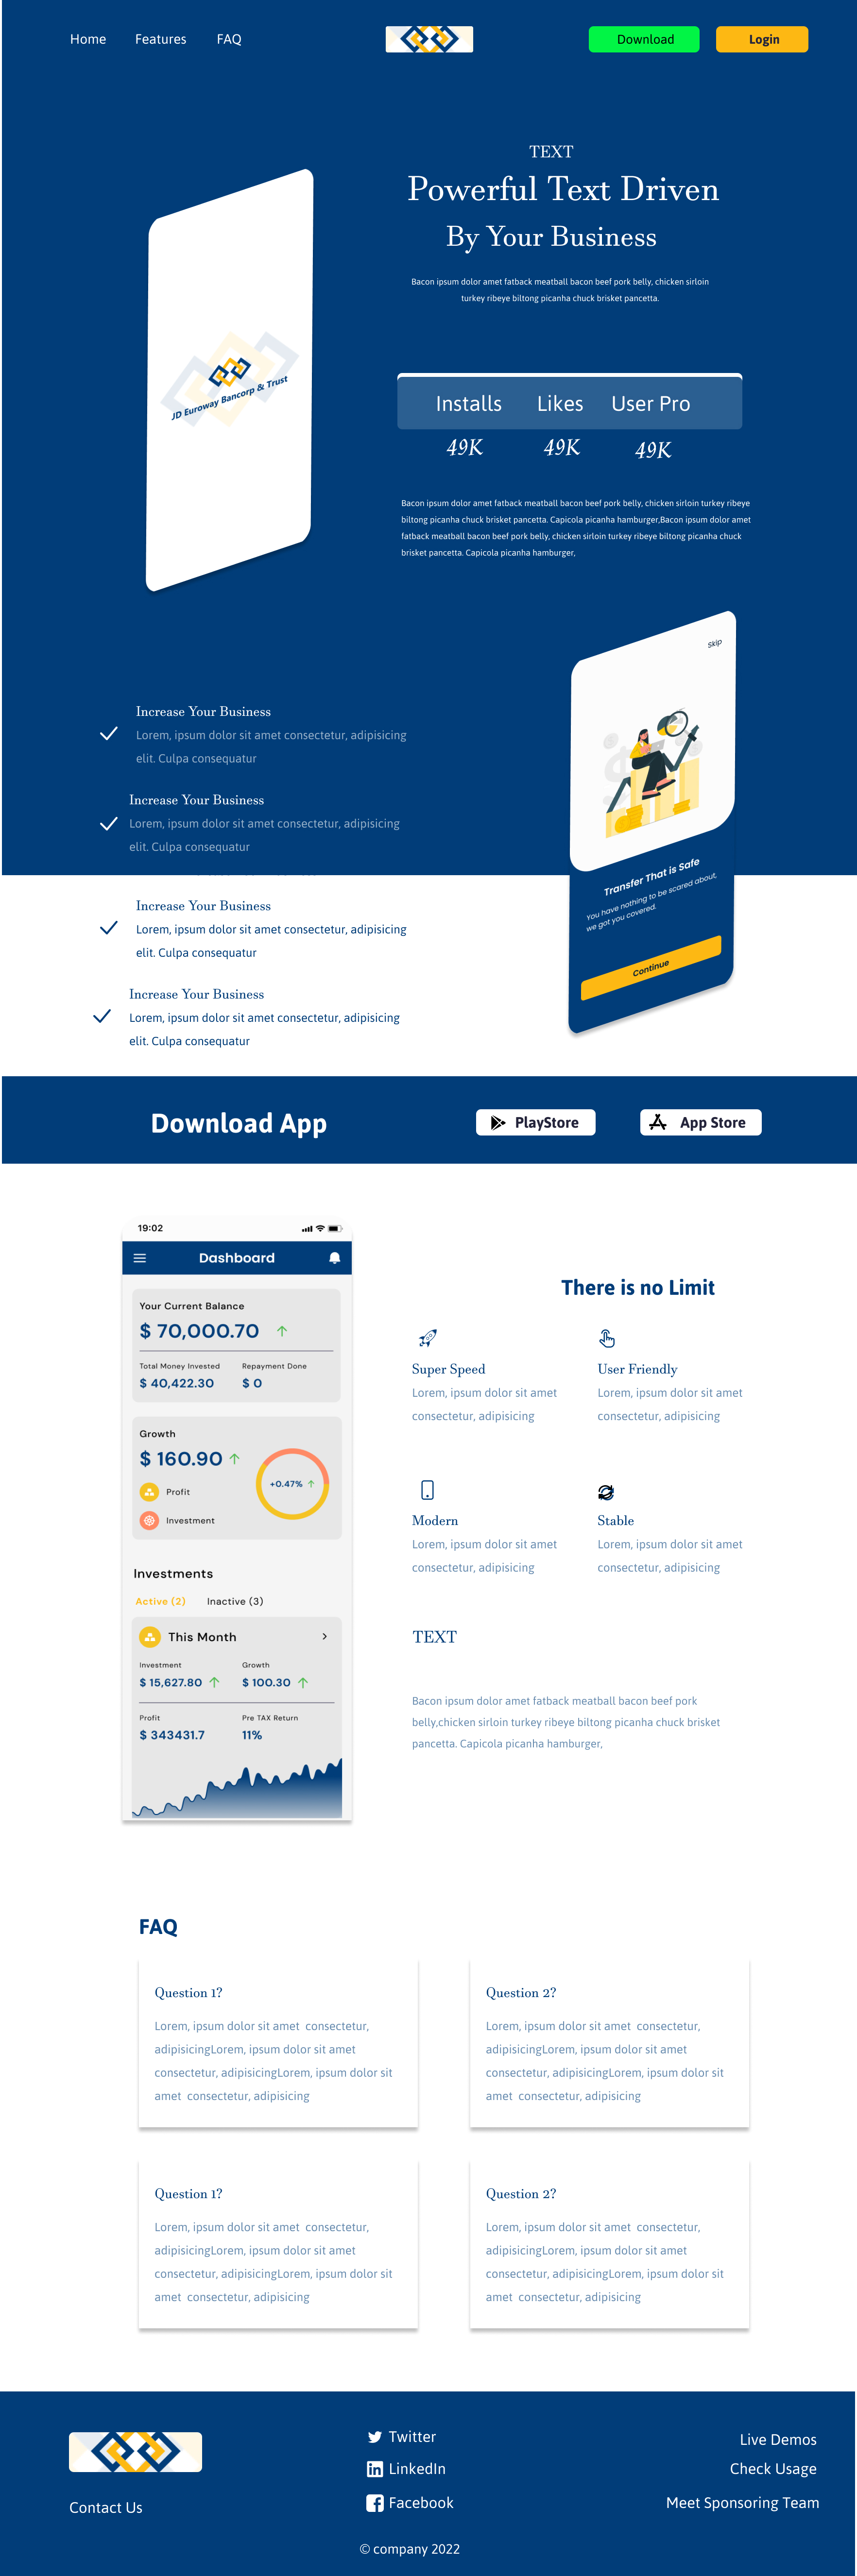 Home Features FAQ Download Login
TEXT
Powerful Text Driven
By Your Business
Bacon ipsum dolor amet fatback meatball bacon beef pork belly, chicken sirloin
turkey ribeye biltong picanha chuck brisket pancetta.
JD Euroway Bancorp & Trust
Installs Likes User Pro
49K 49K 49K
Bacon ipsum dolor amet fatback meatball bacon beef pork belly, chicken sirloin turkey ribeye
biltong picanha chuck brisket pancetta. Capicola picanha hamburger,Bacon ipsum dolor amet
fatback meatball bacon beef pork belly, chicken sirloin turkey ribeye biltong picanha chuck
brisket pancetta. Capicola picanha hamburger,
Increase Your Business
Lorem, ipsum dolor sit amet consectetur, adipisicing
elit. Culpa consequatur
Increase Your Business
Lorem, ipsum dolor sit amet consectetur, adipisicing
elit. Culpa consequatur
Increase Your Business
Lorem, ipsum dolor sit amet consectetur, adipisicing
elit. Culpa consequatur
Increase Your Business
Lorem, ipsum dolor sit amet consectetur, adipisicing
elit. Culpa consequatur
Skip
Transfer That is Safe
You have nothing to be scared about,
we got you covered.
Continue
Download App PlayStore App Store
19:02
Dashboard
Your Current Balance
$ 70,000.70
Total Money Invested Repayment Done
$ 40,422.30 $ 0
Growth
$ 160.90
+0.47%
Profit
Investment
Investments
Active (2) Inactive (3)
This Month
Investment Growth
$ 15,627.80 $ 100.30
Profit Pre TAX Return
$ 343431.7 11%
There is no Limit
Super Speed
Lorem, ipsum dolor sit amet
consectetur, adipisicing
User Friendly
Lorem, ipsum dolor sit amet
consectetur, adipisicing
Modern
Lorem, ipsum dolor sit amet
consectetur, adipisicing
Stable
Lorem, ipsum dolor sit amet
consectetur, adipisicing
TEXT
Bacon ipsum dolor amet fatback meatball bacon beef pork
belly,chicken sirloin turkey ribeye biltong picanha chuck brisket
pancetta. Capicola picanha hamburger,
FAQ
Question 1?
Lorem, ipsum dolor sit amet consectetur,
adipisicingLorem, ipsum dolor sit amet
consectetur, adipisicingLorem, ipsum dolor sit
amet consectetur, adipisicing
Question 2?
Lorem, ipsum dolor sit amet consectetur,
adipisicingLorem, ipsum dolor sit amet
consectetur, adipisicingLorem, ipsum dolor sit
amet consectetur, adipisicing
Question 1?
Lorem, ipsum dolor sit amet consectetur,
adipisicingLorem, ipsum dolor sit amet
consectetur, adipisicingLorem, ipsum dolor sit
amet consectetur, adipisicing
Question 2?
Lorem, ipsum dolor sit amet consectetur,
adipisicingLorem, ipsum dolor sit amet
consectetur, adipisicingLorem, ipsum dolor sit
amet consectetur, adipisicing
Contact Us
Twitter
LinkedIn
Facebook
Live Demos
Check Usage
Meet Sponsoring Team
© company 2022